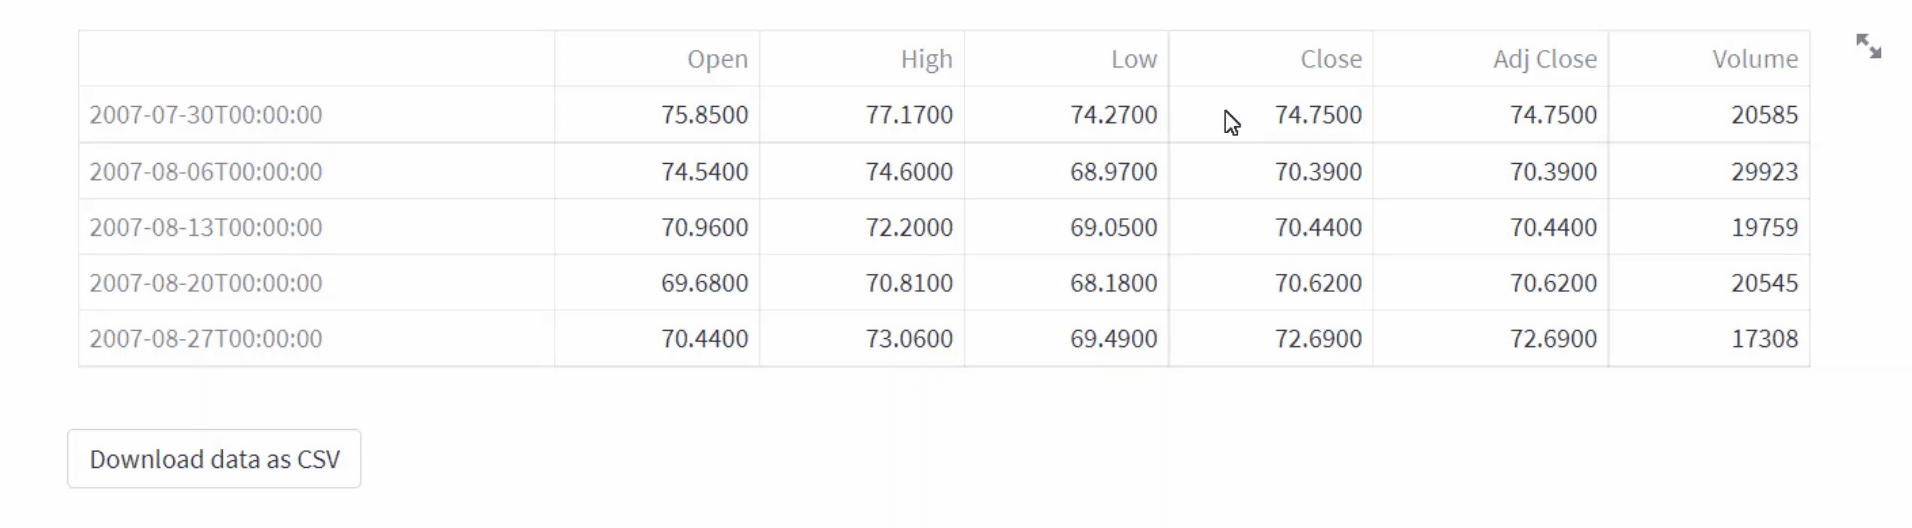 Open High Low Close Adj Close Volume
2007-07-30T00:00:00 75.8500 77.1700 74.2700 74.7500 74.7500 20585
2007-08-06T00:00:00 74.5400 74.6000 68.9700 70.3900 70.3900 29923
2007-08-13T00:00:00 70.9600 72.2000 69.0500 70.4400 70.4400 19759
2007-08-20T00:00:00 69.6800 70.8100 68.1800 70.6200 70.6200 20545
2007-08-27T00:00:00 70.4400 73.0600 69.4900 72.6900 72.6900 17308
Download data as CSV